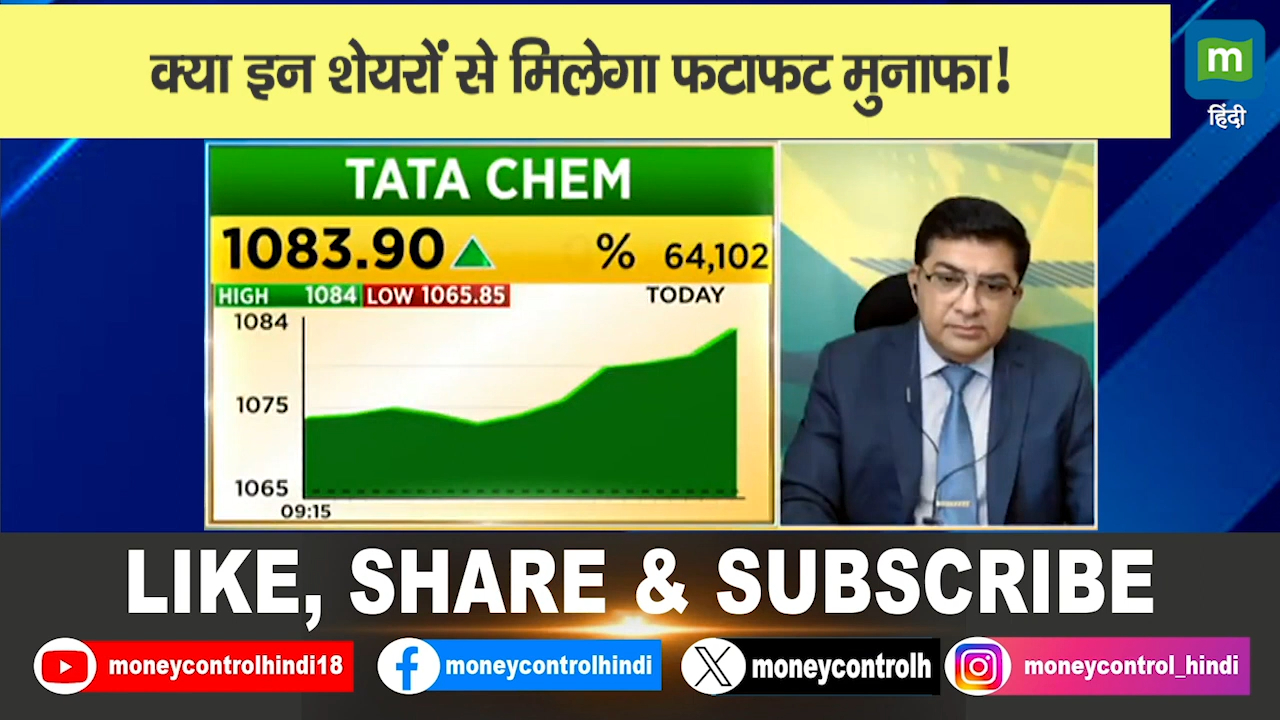 क्या इन शेयरों से मिलेगा फटाफट मुनाफा!
m
हिंदी
TATA CHEM
1083.90 % 64,102
HIGH 1084 LOW 1065.85 TODAY
1084
1075
1065
09:15
LIKE, SHARE & SUBSCRIBE
moneycontrolhindi18 moneycontrolhindi moneycontrolh moneycontrol_hindi